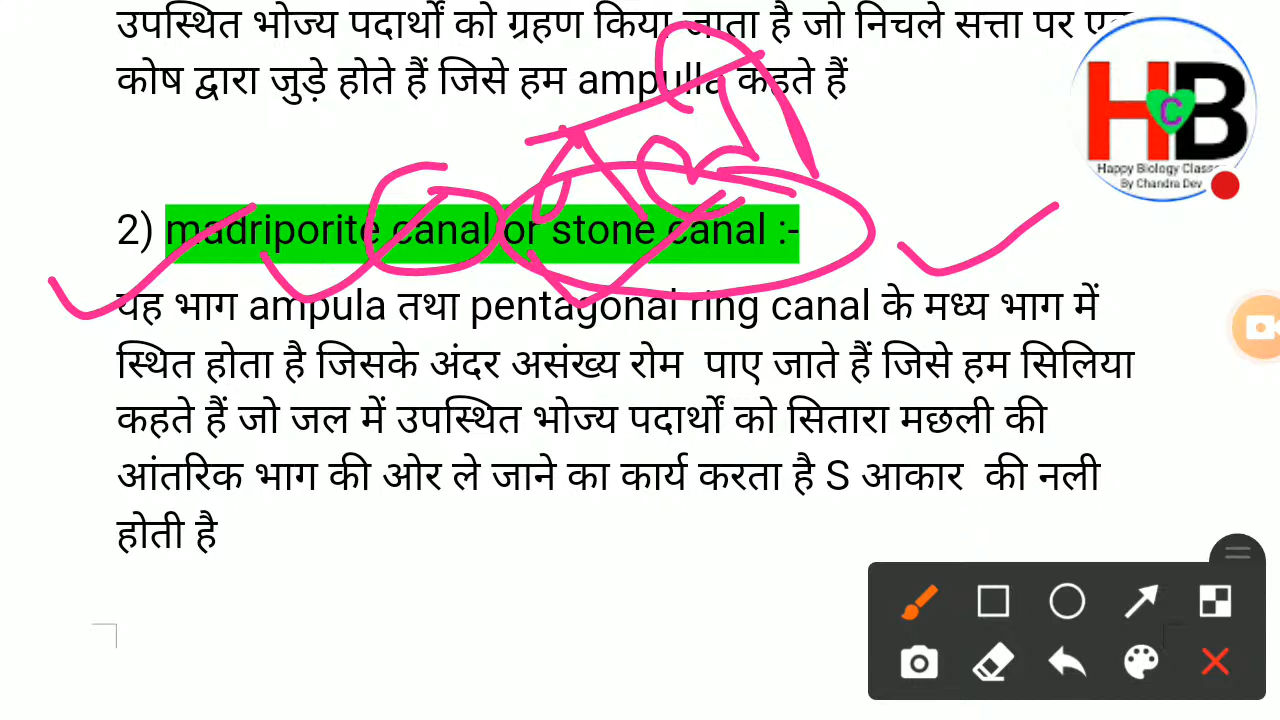 उपस्थित भोज्य पदार्थों को ग्रहण किया जाता है जो निचले सत्ता पर एक
कोष द्वारा जुड़े होते हैं जिसे हम ampulla कहते हैं
HCB
Happy Biology Classes
By Chandra Dev
2) madriporite canal or stone canal :-
यह भाग ampula तथा pentagonal ring canal के मध्य भाग में
स्थित होता है जिसके अंदर असंख्य रोम पाए जाते हैं जिसे हम सिलिया
कहते हैं जो जल में उपस्थित भोज्य पदार्थों को सितारा मछली की
आंतरिक भाग की ओर ले जाने का कार्य करता है S आकार की नली
होती है